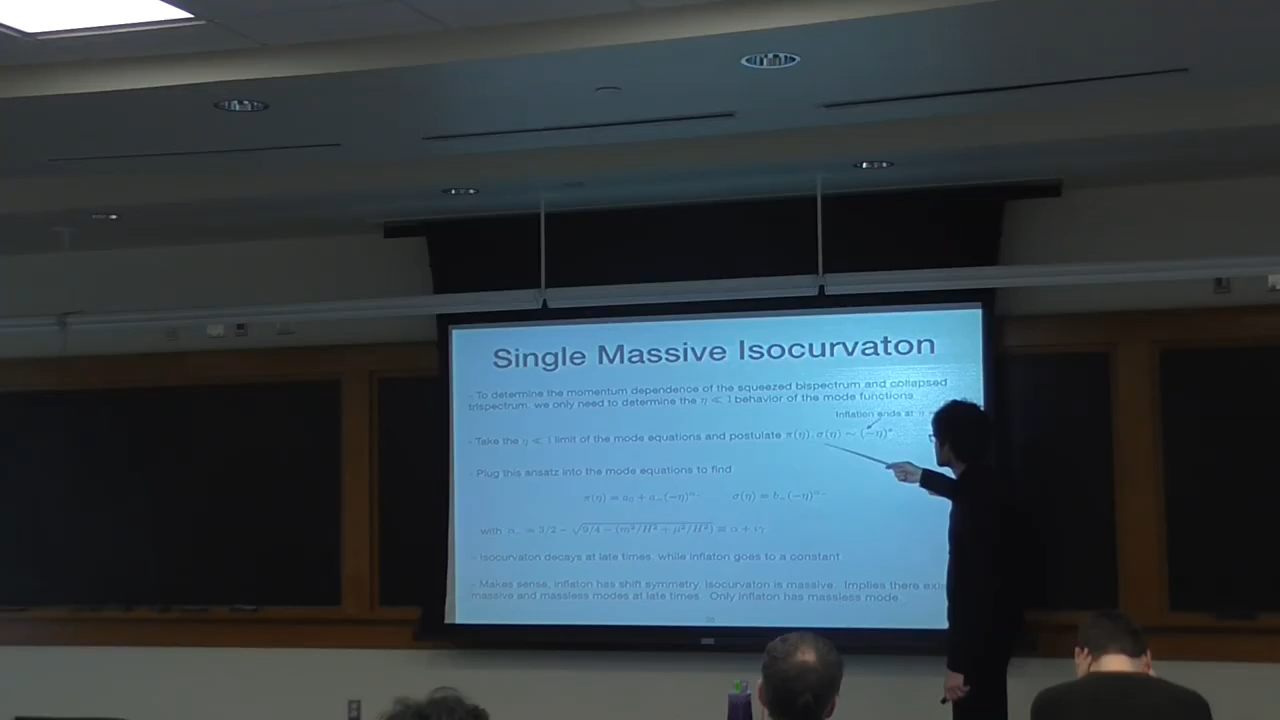 Single Massive Isocurvaton
- To determine the momentum dependence of the squeezed bispectrum and collapsed
trispectrum, we only need to determine the η ≪ 1 behavior of the mode functions
Inflation ends at η
- Take the η ≪ 1 limit of the mode equations and postulate π(η), σ(η) ∼ (−η)
- Plug this ansatz into the mode equations to find
π(η) = a₀ + a₋(−η)^α₋ σ(η) = b₋(−η)^α₋
with α₋ = 3/2 − √(9/4 − (m²/H² + μ²/H²)) ≡ α + iγ
- Isocurvaton decays at late times, while inflaton goes to a constant
- Makes sense, inflaton has shift symmetry, Isocurvaton is massive. Implies there
massive and massless modes at late times. Only inflaton has massless mode.